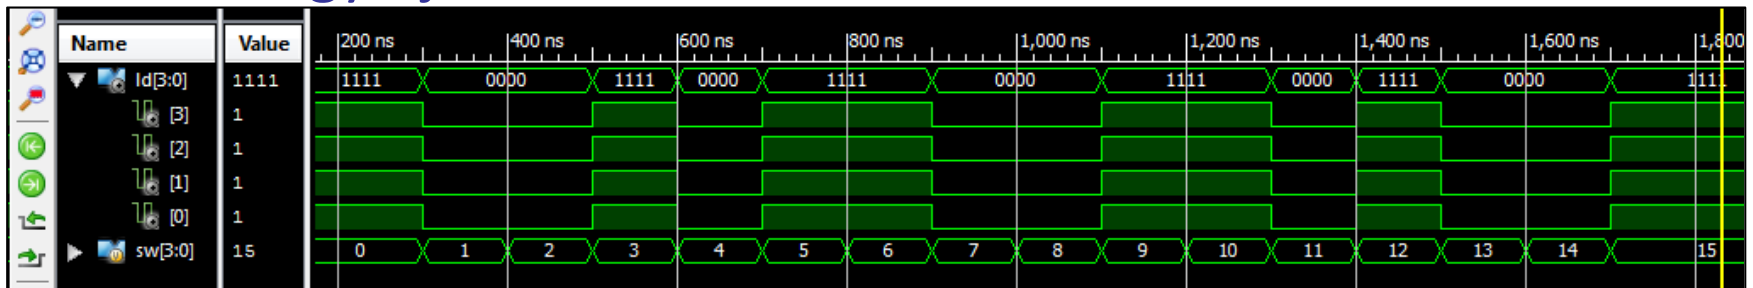 Name Value 200 ns 400 ns 600 ns 800 ns 1,000 ns 1,200 ns 1,400 ns 1,600 ns 1,800
ld[3:0] 1111 1111 0000 1111 0000 1111 0000 1111 0000 1111 0000 1111
[3] 1
[2] 1
[1] 1
[0] 1
sw[3:0] 15 0 1 2 3 4 5 6 7 8 9 10 11 12 13 14 15